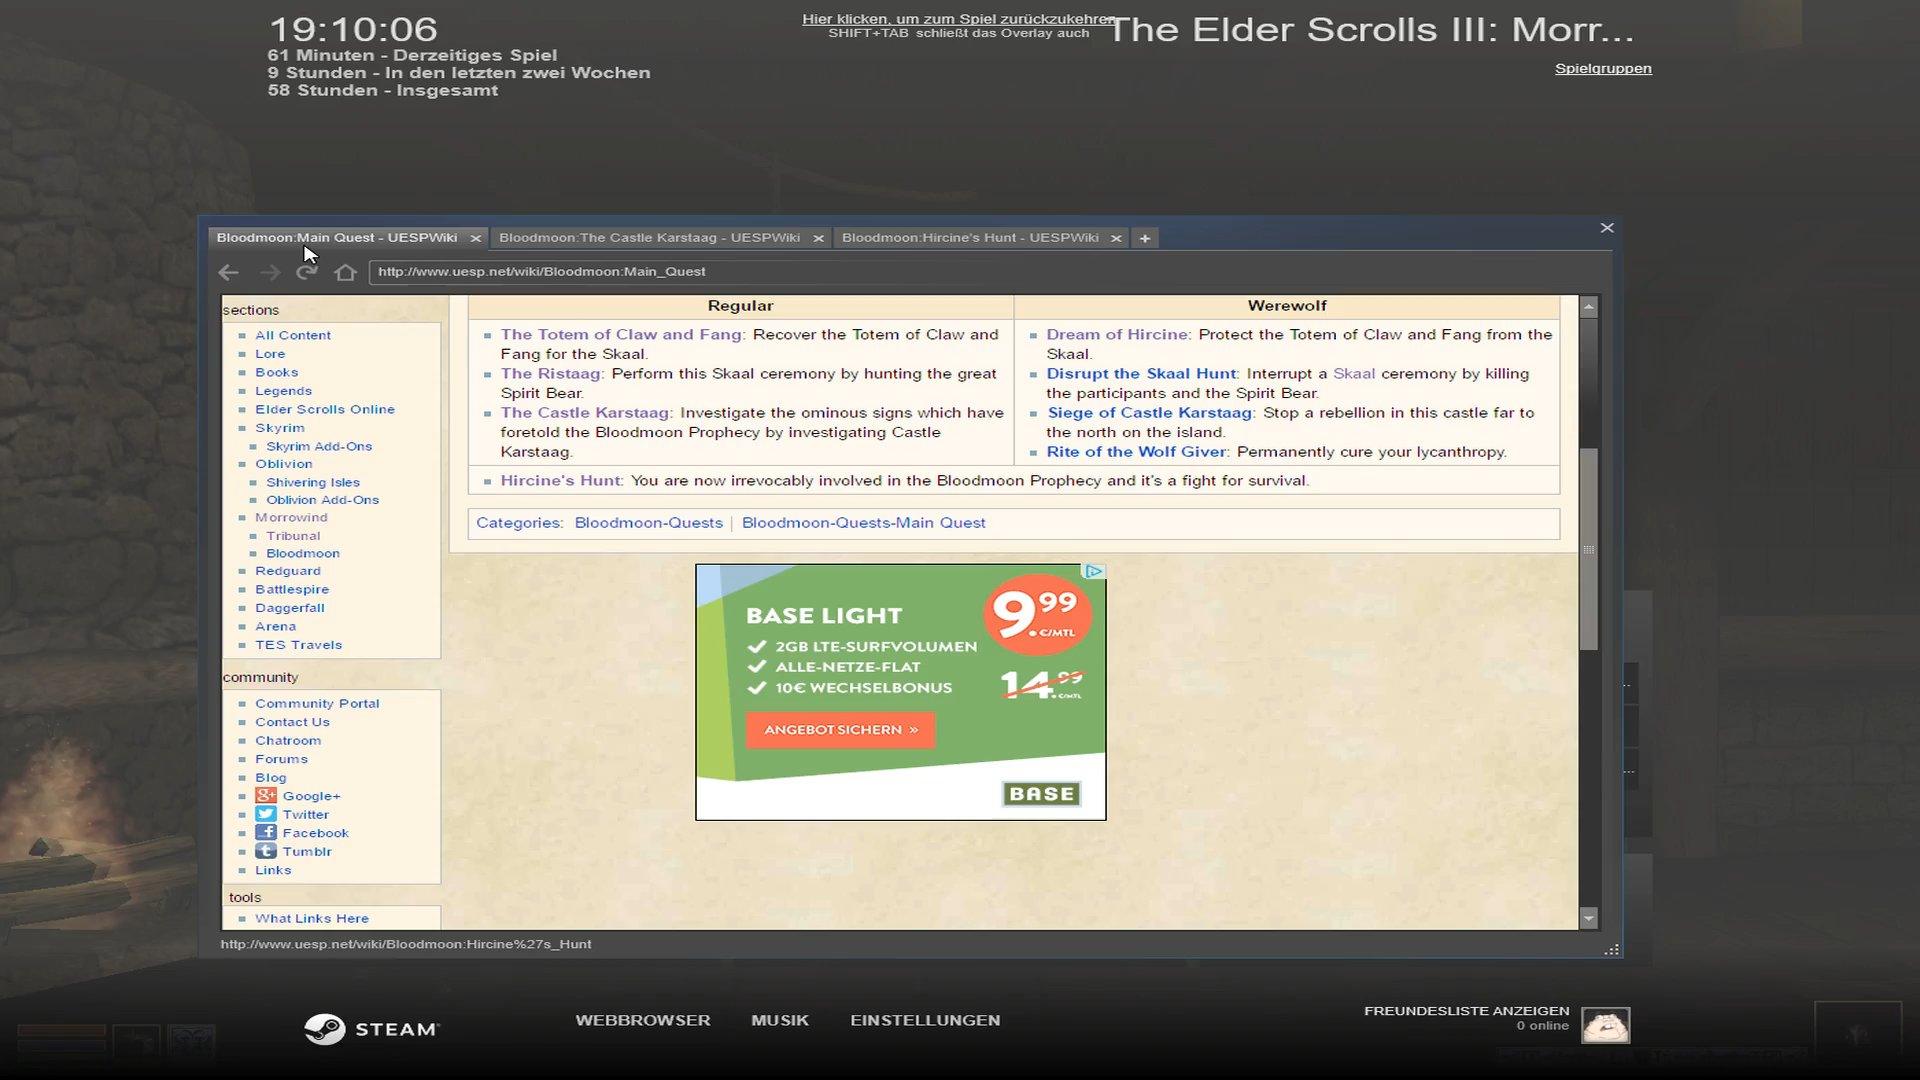 19:10:06
61 Minuten - Derzeitiges Spiel
9 Stunden - In den letzten zwei Wochen
58 Stunden - Insgesamt
Hier klicken, um zum Spiel zurückzukehren
SHIFT+TAB schließt das Overlay auch
The Elder Scrolls III: Morr...
Spielgruppen
Bloodmoon:Main Quest - UESPWiki
Bloodmoon:The Castle Karstaag - UESPWiki
Bloodmoon:Hircine's Hunt - UESPWiki
http://www.uesp.net/wiki/Bloodmoon:Main_Quest
sections
All Content
Lore
Books
Legends
Elder Scrolls Online
Skyrim
Skyrim Add-Ons
Oblivion
Shivering Isles
Oblivion Add-Ons
Morrowind
Tribunal
Bloodmoon
Redguard
Battlespire
Daggerfall
Arena
TES Travels
community
Community Portal
Contact Us
Chatroom
Forums
Blog
Google+
Twitter
Facebook
Tumblr
Links
tools
What Links Here
Regular
The Totem of Claw and Fang: Recover the Totem of Claw and
Fang for the Skaal.
The Ristaag: Perform this Skaal ceremony by hunting the great
Spirit Bear.
The Castle Karstaag: Investigate the ominous signs which have
foretold the Bloodmoon Prophecy by investigating Castle
Karstaag.
Werewolf
Dream of Hircine: Protect the Totem of Claw and Fang from the
Skaal.
Disrupt the Skaal Hunt: Interrupt a Skaal ceremony by killing
the participants and the Spirit Bear.
Siege of Castle Karstaag: Stop a rebellion in this castle far to
the north on the island.
Rite of the Wolf Giver: Permanently cure your lycanthropy.
Hircine's Hunt: You are now irrevocably involved in the Bloodmoon Prophecy and it's a fight for survival.
Categories: Bloodmoon-Quests | Bloodmoon-Quests-Main Quest
BASE LIGHT
2GB LTE-SURFVOLUMEN
ALLE-NETZE-FLAT
10€ WECHSELBONUS
9.99 €/MTL
14.99 €/MTL
ANGEBOT SICHERN »
BASE
http://www.uesp.net/wiki/Bloodmoon:Hircine%27s_Hunt
STEAM
WEBBROWSER
MUSIK
EINSTELLUNGEN
FREUNDESLISTE ANZEIGEN
0 online